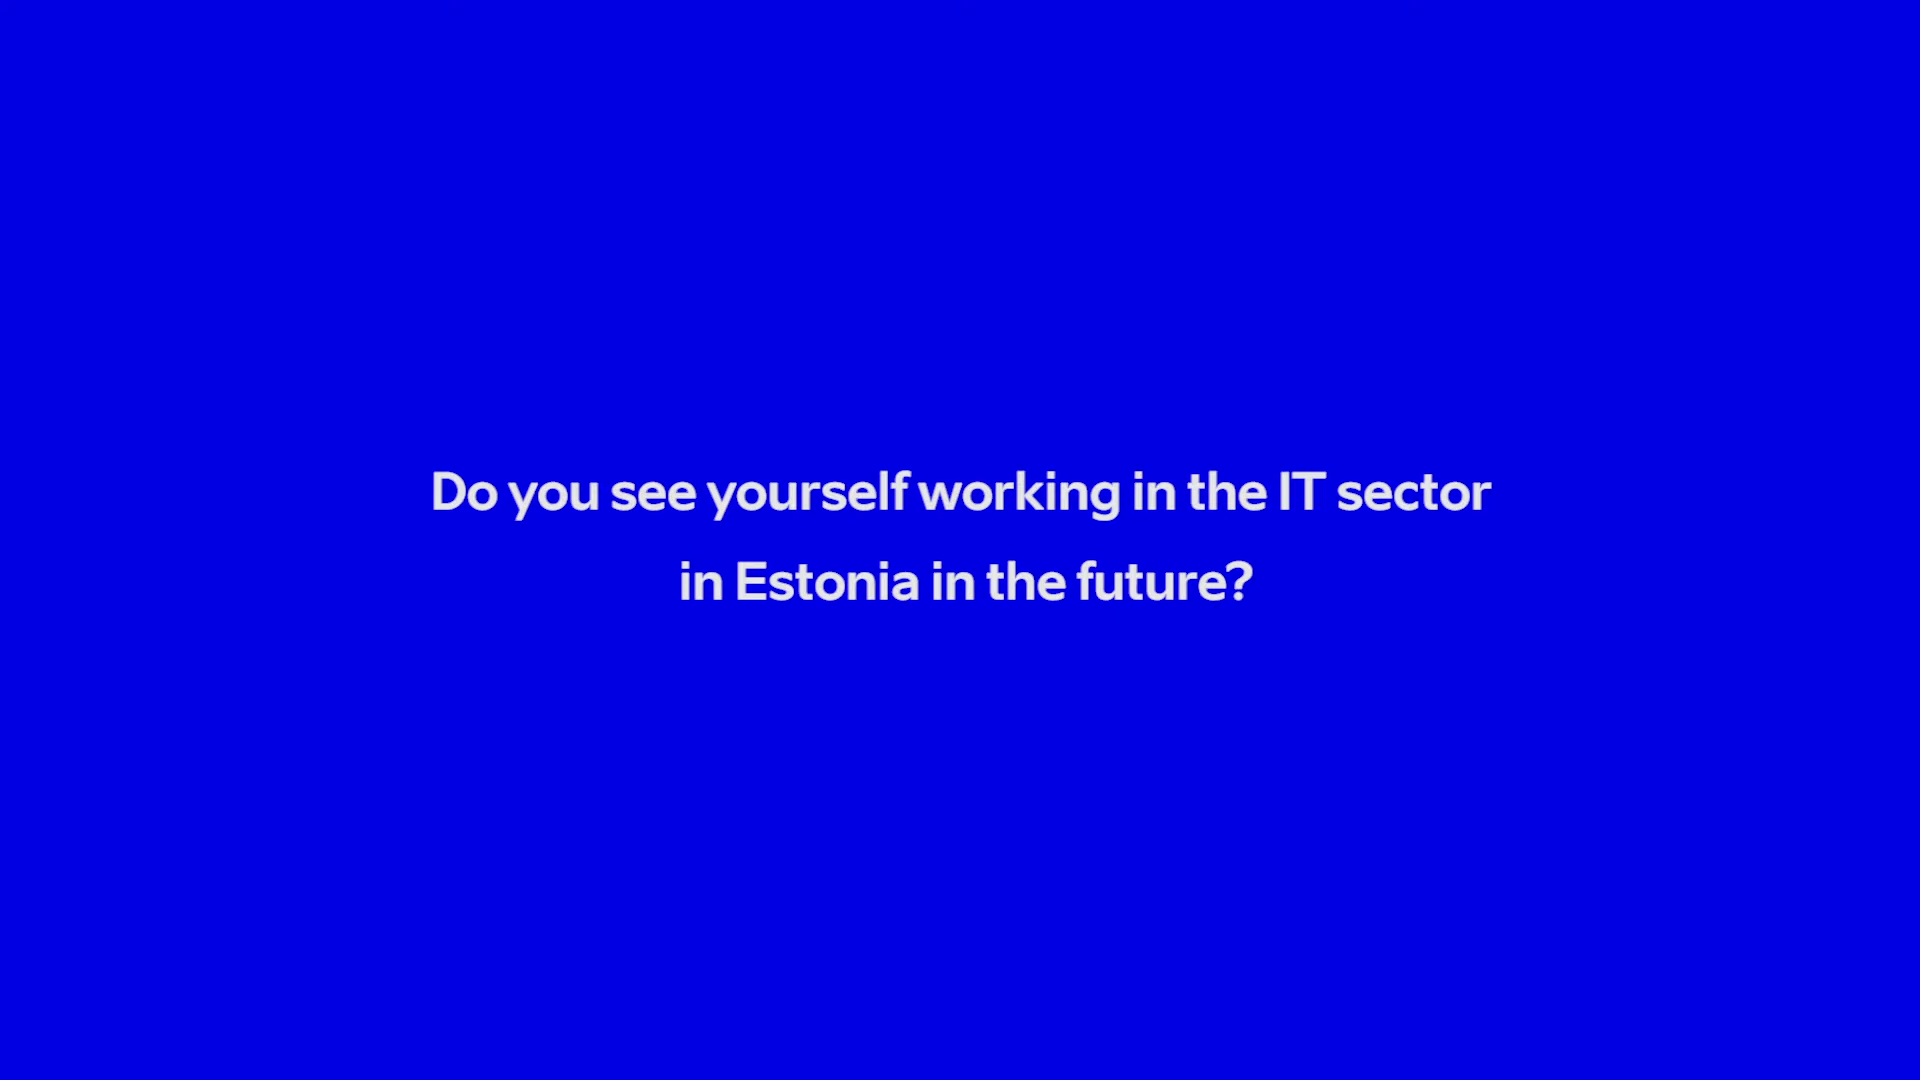 Do you see yourself working in the IT sector
in Estonia in the future?